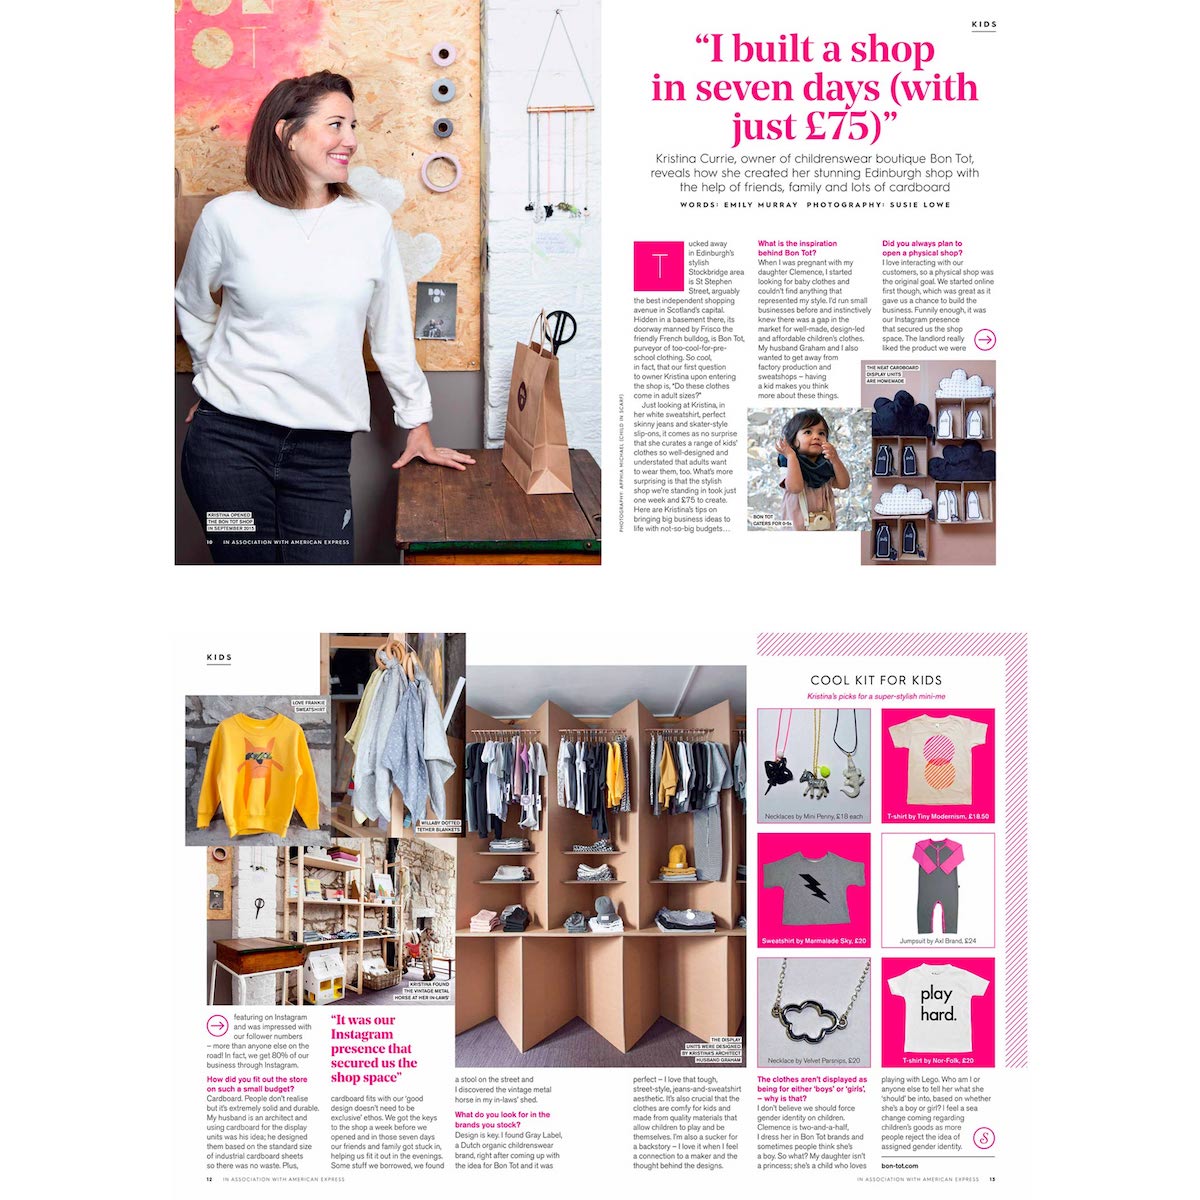 KIDS
“I built a shop
in seven days (with
just £75)”
Kristina Currie, owner of childrenswear boutique Bon Tot,
reveals how she created her stunning Edinburgh shop with
the help of friends, family and lots of cardboard
WORDS: EMILY MURRAY PHOTOGRAPHY: SUSIE LOWE
Tucked away
in Edinburgh’s
stylish
Stockbridge area
is St Stephen
Street, arguably
the best independent shopping
avenue in Scotland’s capital.
Hidden in a basement there, its
doorway manned by Frisco the
friendly French bulldog, is Bon Tot,
purveyor of too-cool-for-pre-
school clothing. So cool,
in fact, that our first question
to owner Kristina upon entering
the shop is, “Do these clothes
come in adult sizes?”
Just looking at Kristina, in
her white sweatshirt, perfect
skinny jeans and skater-style
slip-ons, it comes as no surprise
that she curates a range of kids’
clothes so well-designed and
understated that adults want
to wear them, too. What’s more
surprising is that the stylish
shop we’re standing in took just
one week and £75 to create.
Here are Kristina’s tips on
bringing big business ideas to
life with not-so-big budgets…
What is the inspiration
behind Bon Tot?
When I was pregnant with my
daughter Clemence, I started
looking for baby clothes and
couldn’t find anything that
represented my style. I’d run small
businesses before and instinctively
knew there was a gap in the
market for well-made, design-led
and affordable children’s clothes.
My husband Graham and I also
wanted to get away from
factory production and
sweatshops – having
a kid makes you think
more about these things.
Did you always plan to
open a physical shop?
I love interacting with our
customers, so a physical shop was
the original goal. We started online
first though, which was great as it
gave us a chance to build the
business. Funnily enough, it was
our Instagram presence
that secured us the shop
space. The landlord really
liked the product we were
THE NEAT CARDBOARD
DISPLAY UNITS
ARE HOMEMADE
BON TOT
CATERS FOR 0-6s
PHOTOGRAPHY: APPHIA MICHAEL (CHILD IN SCARF)
KRISTINA OPENED
THE BON TOT SHOP
IN SEPTEMBER 2015
10 IN ASSOCIATION WITH AMERICAN EXPRESS
KIDS
LOVE FRANKIE
SWEATSHIRT
WILLABY DOTTED
TETHER BLANKETS
KRISTINA FOUND
THE VINTAGE METAL
HORSE AT HER IN-LAWS’
THE DISPLAY
UNITS WERE DESIGNED
BY KRISTINA’S ARCHITECT
HUSBAND GRAHAM
featuring on Instagram
and was impressed with
our follower numbers
– more than anyone else on the
road! In fact, we get 80% of our
business through Instagram.
How did you fit out the store
on such a small budget?
Cardboard. People don’t realise
but it’s extremely solid and durable.
My husband is an architect and
using cardboard for the display
units was his idea; he designed
them based on the standard size
of industrial cardboard sheets
so there was no waste. Plus,
“It was our
Instagram
presence that
secured us the
shop space”
cardboard fits with our ‘good
design doesn’t need to be
exclusive’ ethos. We got the keys
to the shop a week before we
opened and in those seven days
our friends and family got stuck in,
helping us fit it out in the evenings.
Some stuff we borrowed, we found
a stool on the street and
I discovered the vintage metal
horse in my in-laws’ shed.
What do you look for in the
brands you stock?
Design is key. I found Gray Label,
a Dutch organic childrenswear
brand, right after coming up with
the idea for Bon Tot and it was
perfect – I love that tough,
street-style, jeans-and-sweatshirt
aesthetic. It’s also crucial that the
clothes are comfy for kids and
made from quality materials that
allow children to play and be
themselves. I’m also a sucker for
a backstory – I love it when I feel
a connection to a maker and the
thought behind the designs.
COOL KIT FOR KIDS
Kristina’s picks for a super-stylish mini-me
Necklaces by Mini Penny, £18 each
T-shirt by Tiny Modernism, £18.50
Sweatshirt by Marmalade Sky, £20
Jumpsuit by Axl Brand, £24
Necklace by Velvet Parsnips, £20
play
hard.
T-shirt by Nor-Folk, £20
The clothes aren’t displayed as
being for either ‘boys’ or ‘girls’,
– why is that?
I don’t believe we should force
gender identity on children.
Clemence is two-and-a-half,
I dress her in Bon Tot brands and
sometimes people think she’s
a boy. So what? My daughter isn’t
a princess; she’s a child who loves
playing with Lego. Who am I or
anyone else to tell her what she
‘should’ be into, based on whether
she’s a boy or girl? I feel a sea
change coming regarding
children’s goods as more
people reject the idea of
assigned gender identity.
S
bon-tot.com
12 IN ASSOCIATION WITH AMERICAN EXPRESS
IN ASSOCIATION WITH AMERICAN EXPRESS 13